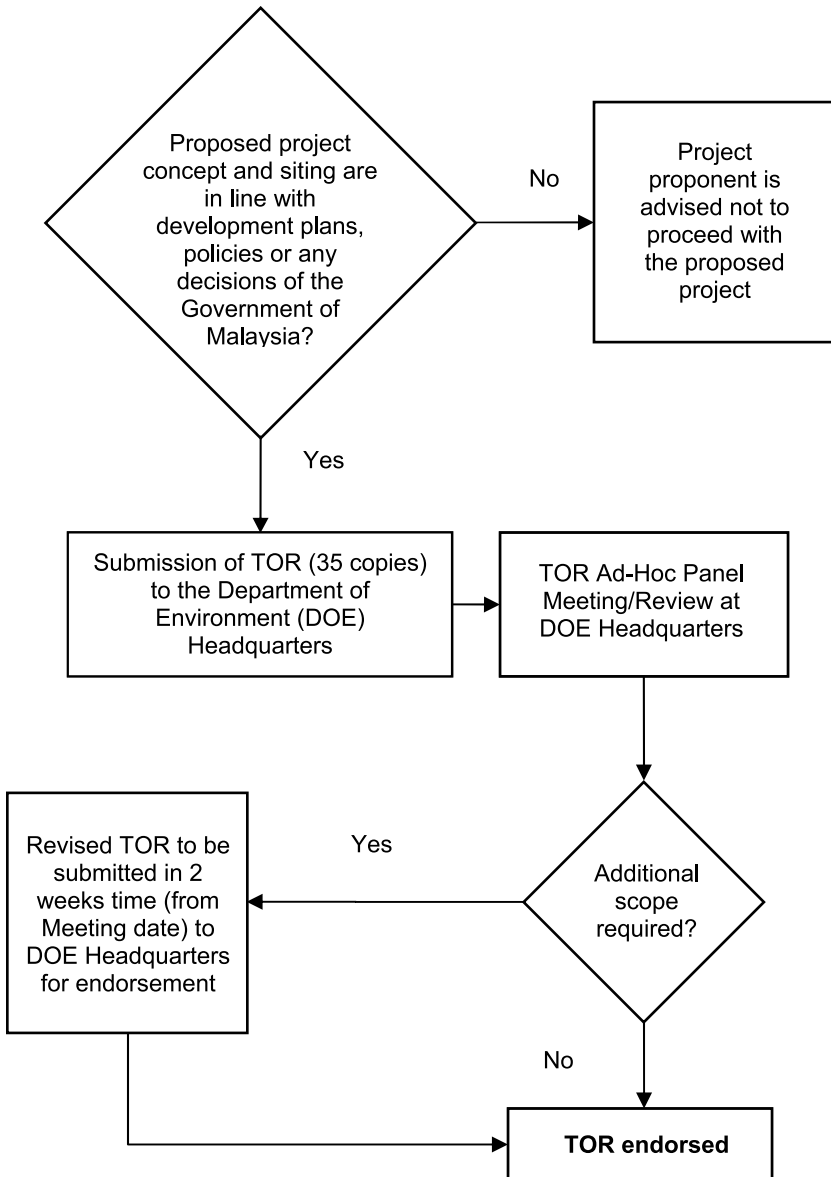 Proposed project
concept and siting are
in line with
development plans,
policies or any
decisions of the
Government of
Malaysia?
No
Project
proponent is
advised not to
proceed with
the proposed
project
Yes
Submission of TOR (35 copies)
to the Department of
Environment (DOE)
Headquarters
TOR Ad-Hoc Panel
Meeting/Review at
DOE Headquarters
Additional
scope
required?
Yes
Revised TOR to be
submitted in 2
weeks time (from
Meeting date) to
DOE Headquarters
for endorsement
No
TOR endorsed